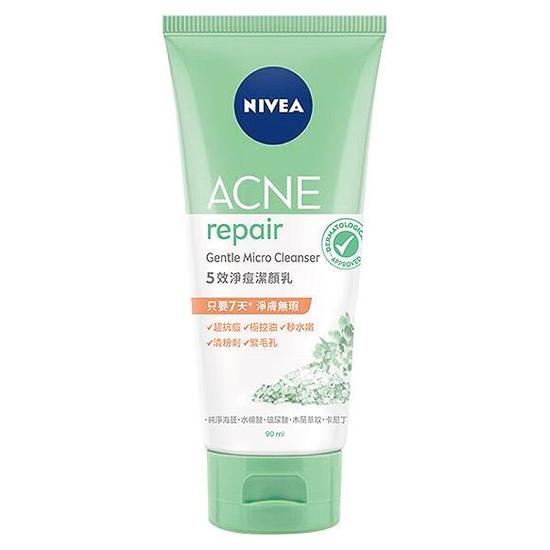 NIVEA
ACNE
repair
Gentle Micro Cleanser
5效淨痘潔顏乳
DERMATOLOGICALLY
APPROVED
只要7天* 淨膚無瑕
✓超抗痘 ✓極控油 ✓秒水嫩
✓清粉刺 ✓緊毛孔
·純淨海鹽·水楊酸·玻尿酸·木蘭萃取·卡尼丁
90 ml